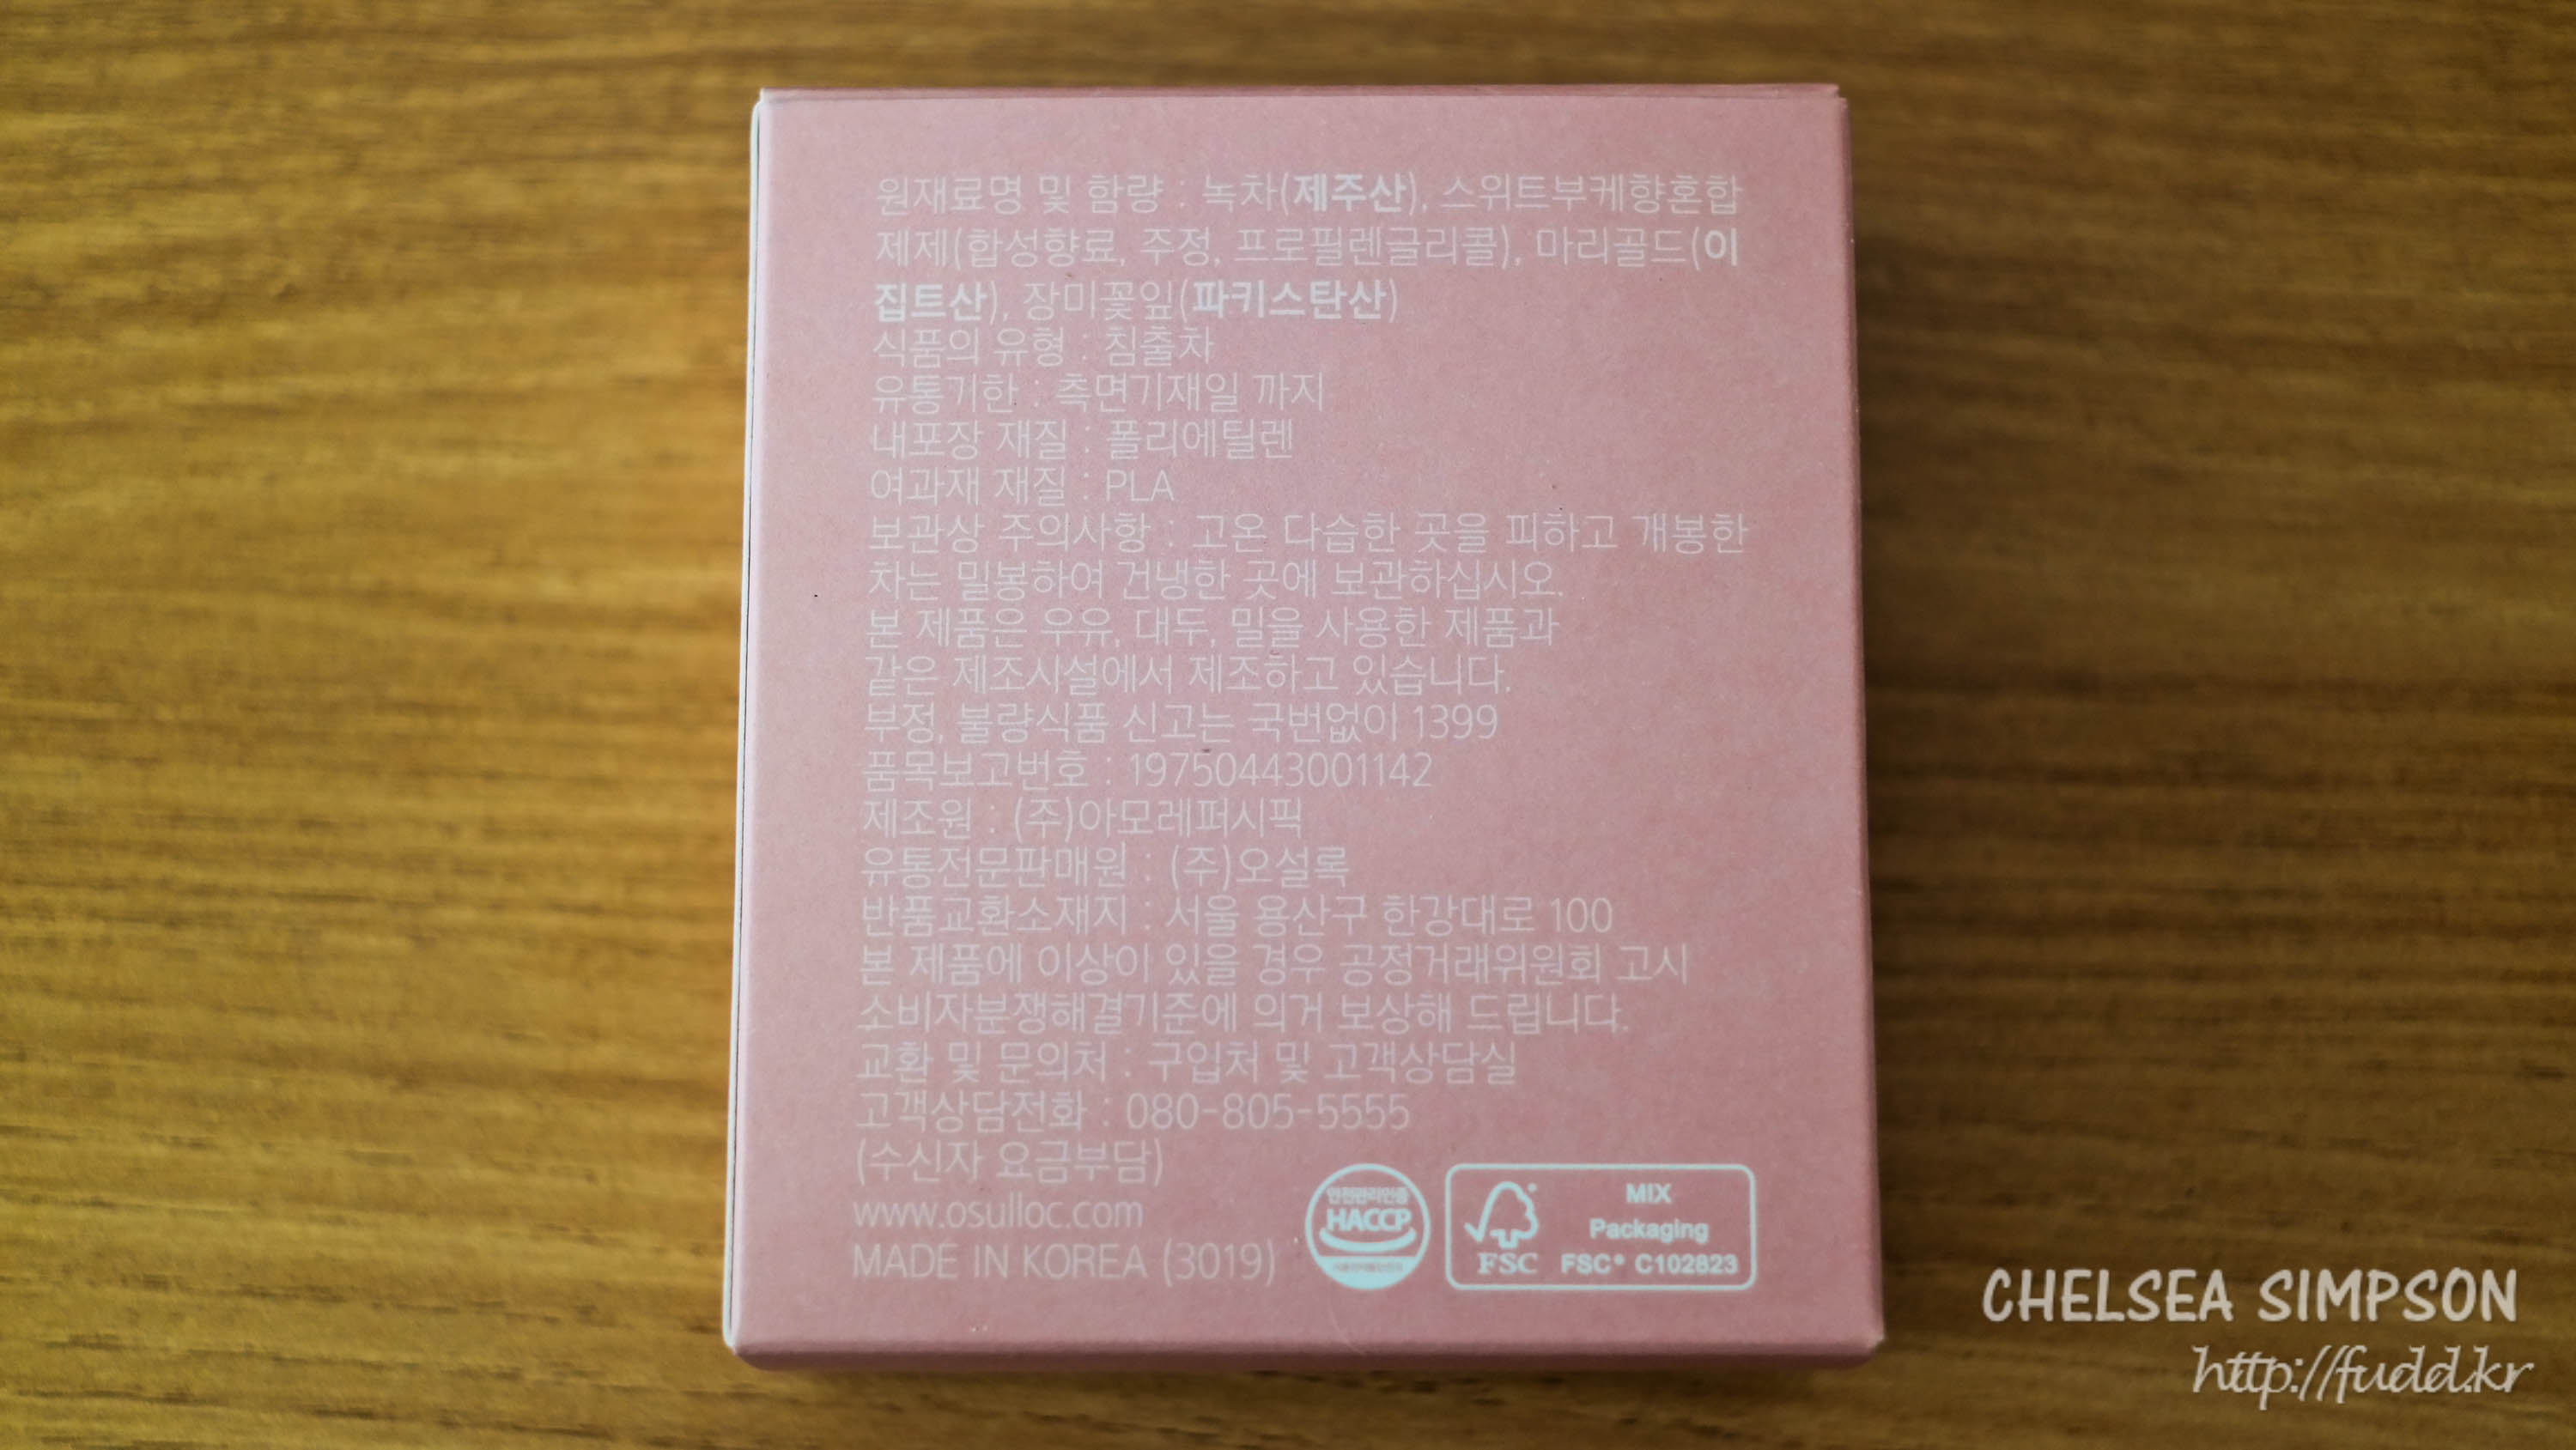 원재료명 및 함량 : 녹차(제주산), 스위트부케향혼합
제제(합성향료, 주정, 프로필렌글리콜), 마리골드(이
집트산), 장미꽃잎(파키스탄산)
식품의 유형 : 침출차
유통기한 : 측면기재일 까지
내포장 재질 : 폴리에틸렌
여과재 재질 : PLA
보관상 주의사항 : 고온 다습한 곳을 피하고 개봉한
차는 밀봉하여 건냉한 곳에 보관하십시오.
본 제품은 우유, 대두, 밀을 사용한 제품과
같은 제조시설에서 제조하고 있습니다.
부정, 불량식품 신고는 국번없이 1399
품목보고번호 : 19750443001142
제조원 : (주)아모레퍼시픽
유통전문판매원 : (주)오설록
반품교환소재지 : 서울 용산구 한강대로 100
본 제품에 이상이 있을 경우 공정거래위원회 고시
소비자분쟁해결기준에 의거 보상해 드립니다.
교환 및 문의처 : 구입처 및 고객상담실
고객상담전화 : 080-805-5555
(수신자 요금부담)
www.osulloc.com
MADE IN KOREA (3019)
안전관리인증
HACCP
FSC
MIX
Packaging
FSC® C102823
CHELSEA SIMPSON
http://fudd.kr